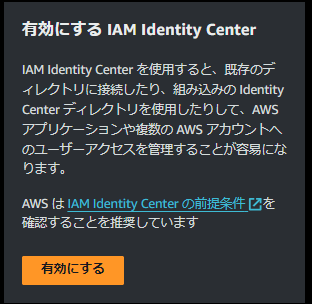 有効にする IAM Identity Center
IAM Identity Center を使用すると、既存のデ
ィレクトリに接続したり、組み込みの Identity
Center ディレクトリを使用したりして、AWS
アプリケーションや複数の AWS アカウントへ
のユーザーアクセスを管理することが容易にな
ります。
AWS は IAM Identity Center の前提条件 を
確認することを推奨しています
有効にする